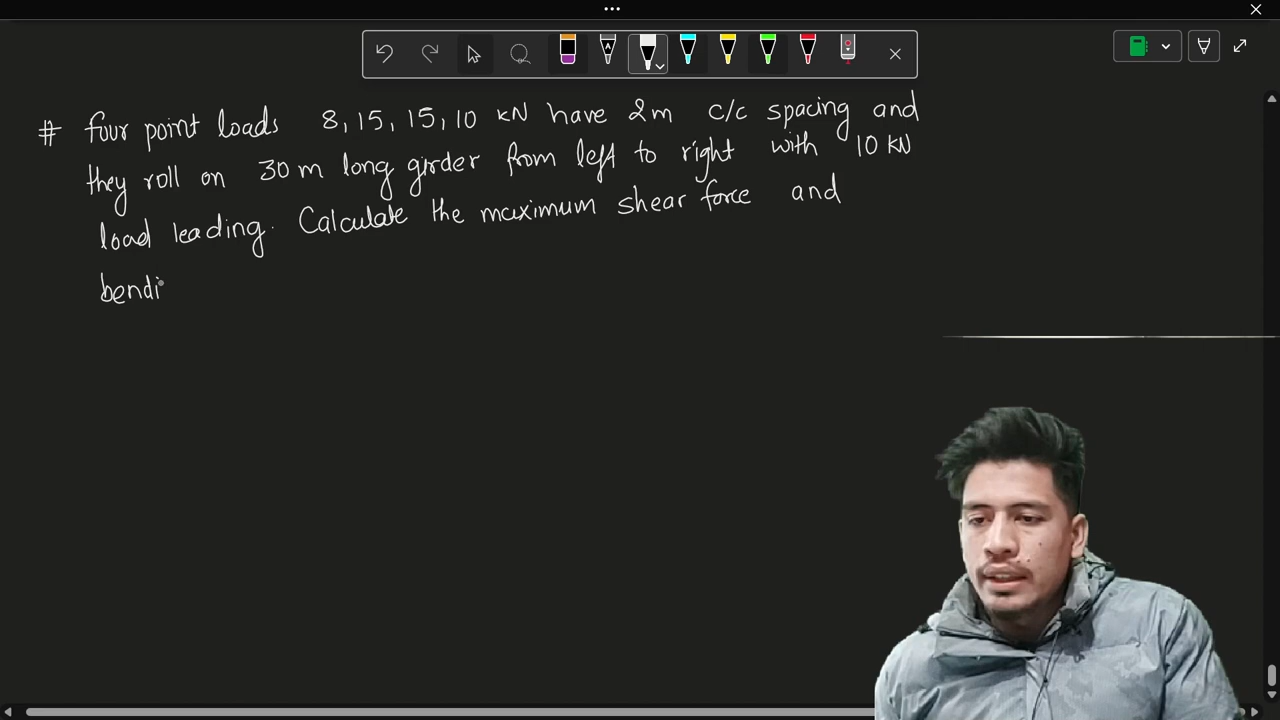 # four point loads 8, 15, 15, 10 kN have 2m c/c spacing and
they roll on 30 m long girder from left to right with 10 kN
load leading. Calculate the maximum shear force and
bendi